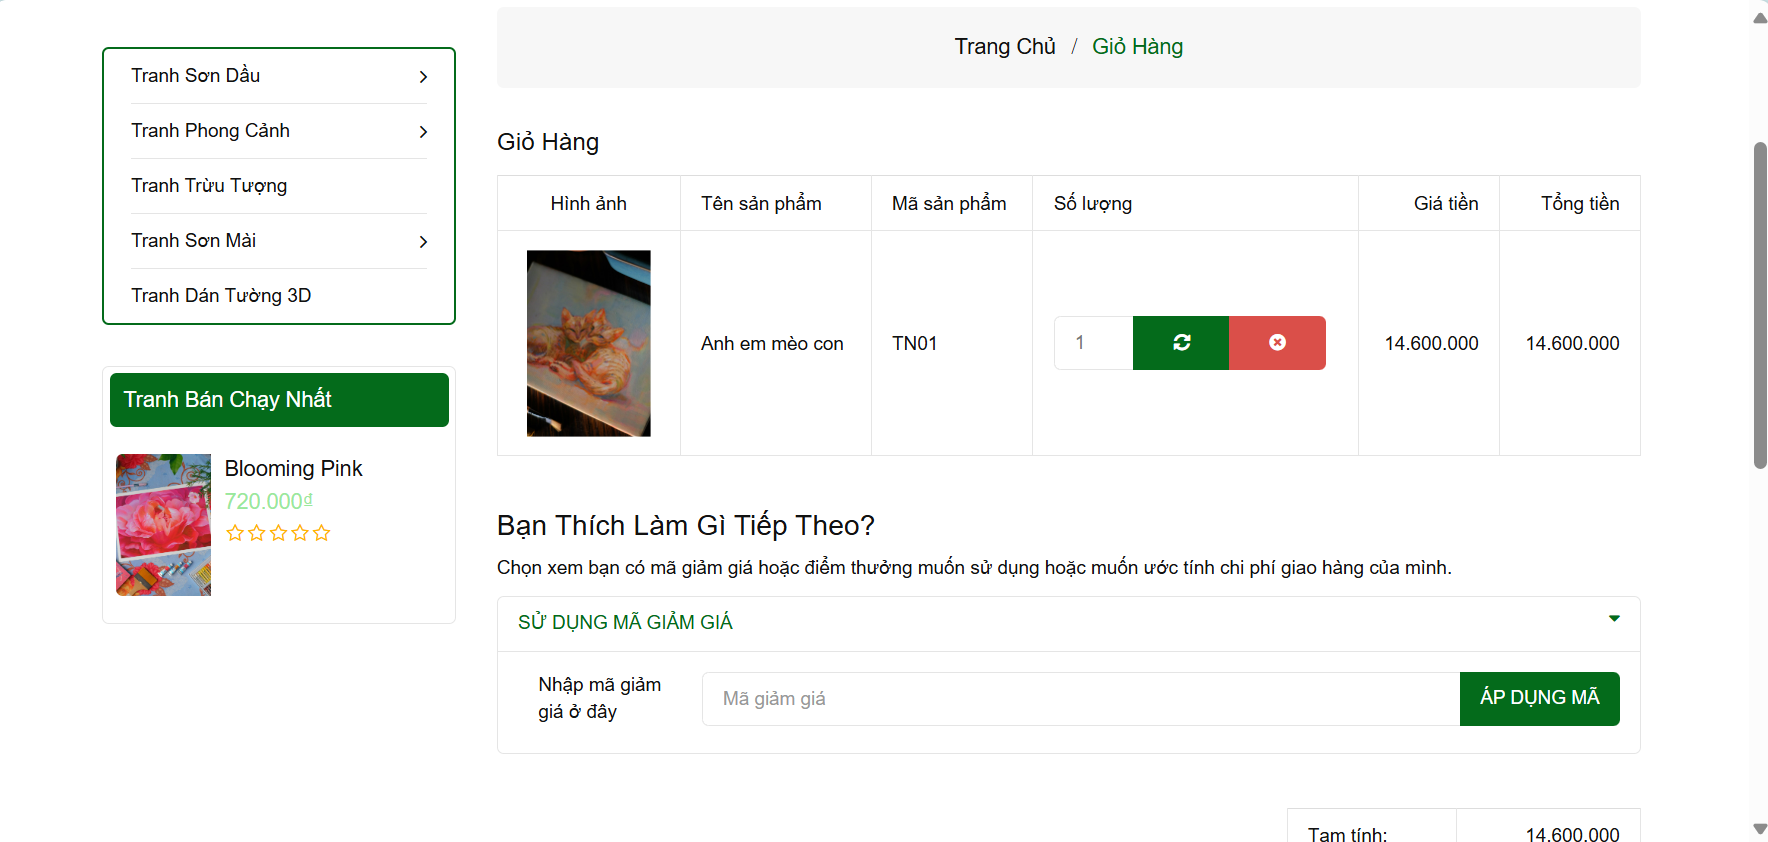 Trang Chủ / Giỏ Hàng
Tranh Sơn Dầu
Tranh Phong Cảnh
Tranh Trừu Tượng
Tranh Sơn Mài
Tranh Dán Tường 3D
Tranh Bán Chạy Nhất
Blooming Pink
720.000₫
Giỏ Hàng
Hình ảnh Tên sản phẩm Mã sản phẩm Số lượng Giá tiền Tổng tiền
Anh em mèo con TN01 1 14.600.000 14.600.000
Bạn Thích Làm Gì Tiếp Theo?
Chọn xem bạn có mã giảm giá hoặc điểm thưởng muốn sử dụng hoặc muốn ước tính chi phí giao hàng của mình.
SỬ DỤNG MÃ GIẢM GIÁ
Nhập mã giảm
giá ở đây
Mã giảm giá
ÁP DỤNG MÃ
Tạm tính: 14.600.000